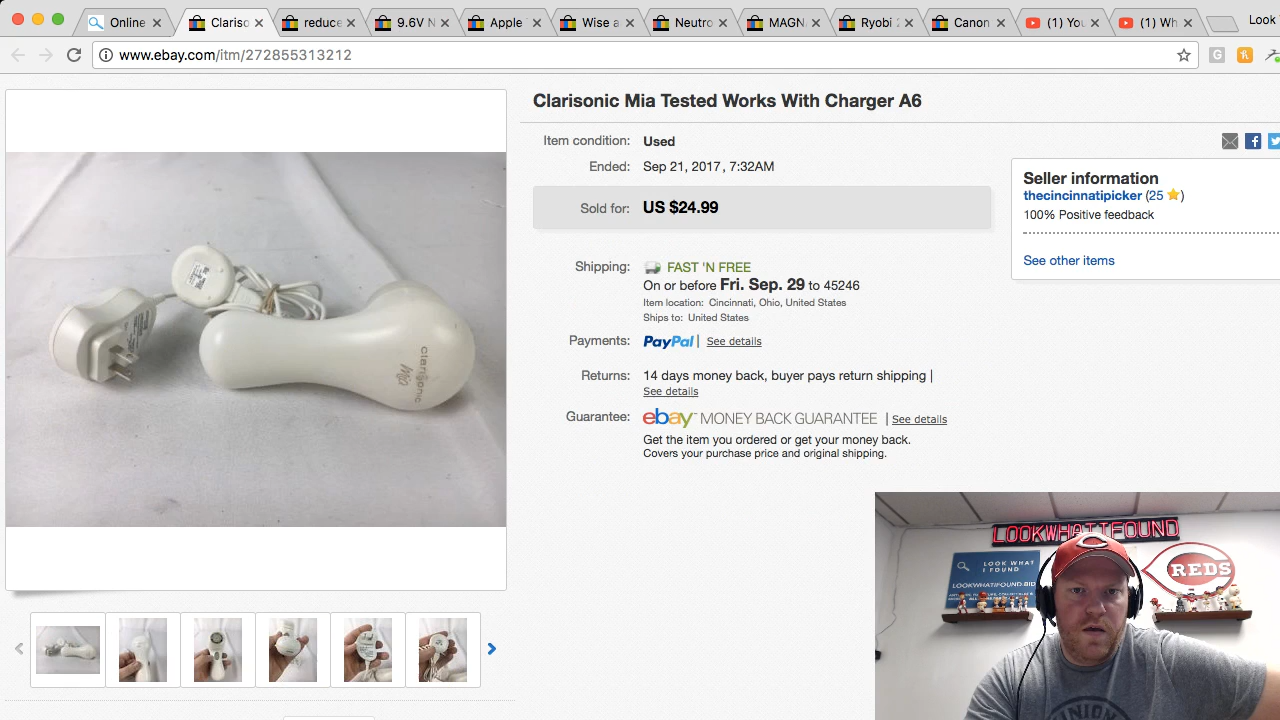 Online
Clariso
reduce
9.6V N
Apple
Wise a
Neutro
MAGNA
Ryobi
Canon
(1) You
(1) Wh
Look
www.ebay.com/itm/272855313212
G
Clarisonic Mia Tested Works With Charger A6
Item condition: Used
Ended: Sep 21, 2017 , 7:32AM
Sold for: US $24.99
Shipping: FAST 'N FREE
On or before Fri. Sep. 29 to 45246
Item location: Cincinnati, Ohio, United States
Ships to: United States
Payments: PayPal | See details
Returns: 14 days money back, buyer pays return shipping |
See details
Guarantee: ebay MONEY BACK GUARANTEE | See details
Get the item you ordered or get your money back.
Covers your purchase price and original shipping.
Seller information
thecincinnatipicker (25 )
100% Positive feedback
See other items
clarisonic
Mia
LOOKWHATIFOUND
LOOK WHAT
I FOUND
LOOKWHATIFOUND.BID
REDS